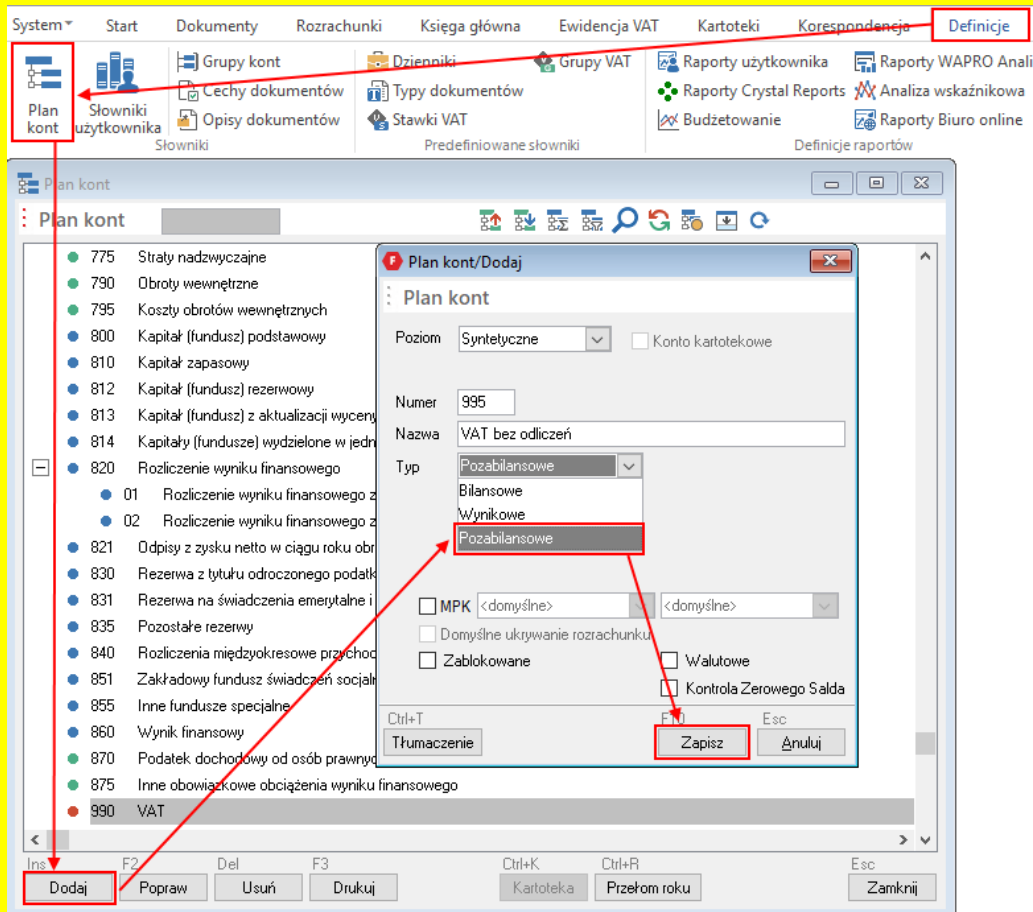 System Start Dokumenty Rozrachunki Księga główna Ewidencja VAT Kartoteki Korespondencja Definicje
Plan kont
Słowniki użytkownika
Grupy kont
Cechy dokumentów
Opisy dokumentów
Słowniki
Dzienniki
Typy dokumentów
Stawki VAT
Grupy VAT
Predefiniowane słowniki
Raporty użytkownika
Raporty Crystal Reports
Budżetowanie
Raporty WAPRO Anali
Analiza wskaźnikowa
Raporty Biuro online
Definicje raportów
Plan kont
Plan kont
775 Straty nadzwyczajne
790 Obroty wewnętrzne
795 Koszty obrotów wewnętrznych
800 Kapitał (fundusz) podstawowy
810 Kapitał zapasowy
812 Kapitał (fundusz) rezerwowy
813 Kapitał (fundusz) z aktualizacji wyceny
814 Kapitały (fundusze) wydzielone w jedn
820 Rozliczenie wyniku finansowego
01 Rozliczenie wyniku finansowego z
02 Rozliczenie wyniku finansowego z
821 Odpisy z zysku netto w ciągu roku obr
830 Rezerwa z tytułu odroczonego podatk
831 Rezerwa na świadczenia emerytalne i
835 Pozostałe rezerwy
840 Rozliczenia międzyokresowe przychod
851 Zakładowy fundusz świadczeń socjaln
855 Inne fundusze specjalne
860 Wynik finansowy
870 Podatek dochodowy od osób prawnyc
875 Inne obowiązkowe obciążenia wyniku finansowego
990 VAT
Plan kont/Dodaj
Plan kont
Poziom Syntetyczne Konto kartotekowe
Numer 995
Nazwa VAT bez odliczeń
Typ Pozabilansowe
Bilansowe
Wynikowe
Pozabilansowe
MPK <domyślne> <domyślne>
Domyślne ukrywanie rozrachunku
Zablokowane Walutowe
Kontrola Zerowego Salda
Ctrl+T F10 Esc
Tłumaczenie Zapisz Anuluj
Ins F2 Del F3 Ctrl+K Ctrl+R Esc
Dodaj Popraw Usuń Drukuj Kartoteka Przełom roku Zamknij